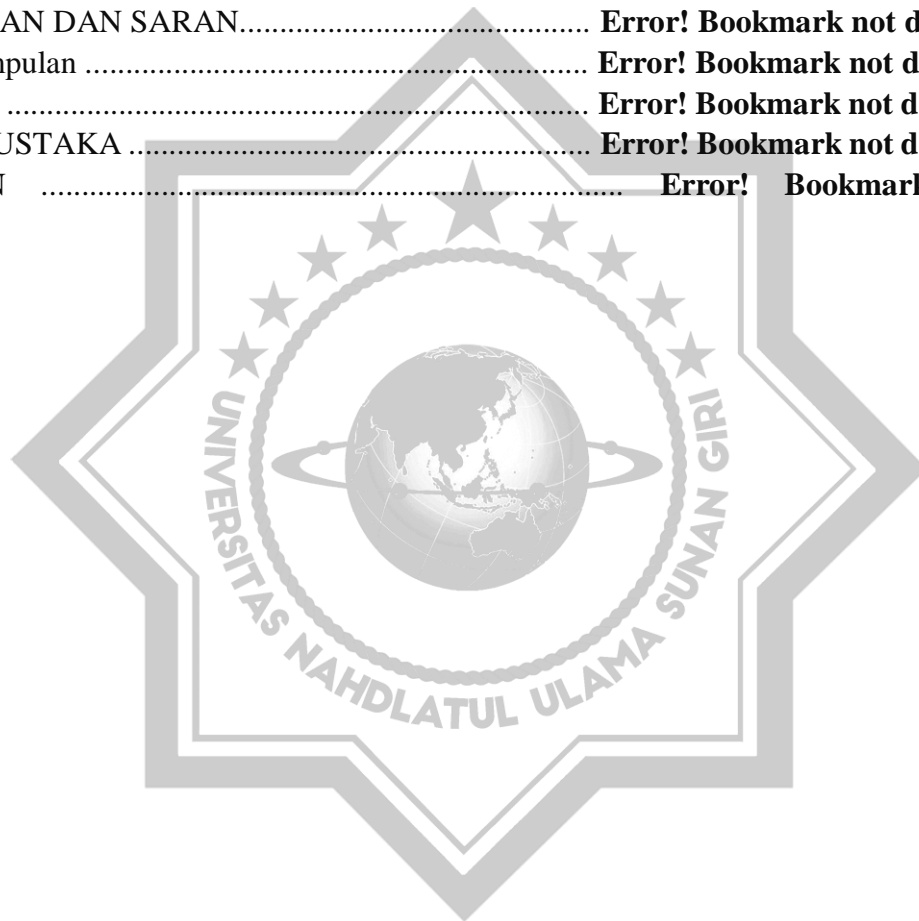 AN DAN SARAN.................................................. Error! Bookmark not d
npulan ............................................................ Error! Bookmark not d
..................................................................... Error! Bookmark not d
USTAKA ....................................................... Error! Bookmark not d
N ..................................................................... Error! Bookmark
UNIVERSITAS NAHDLATUL ULAMA SUNAN GIRI